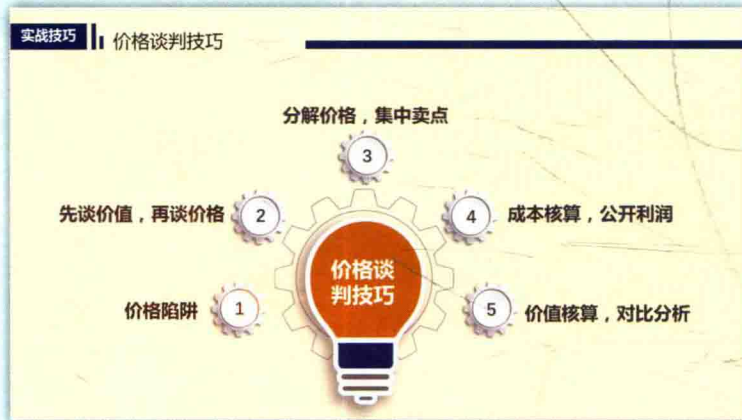 实战技巧
价格谈判技巧
分解价格，集中卖点
3
先谈价值，再谈价格
2
4
成本核算，公开利润
价格谈
判技巧
价格陷阱
1
5
价值核算，对比分析